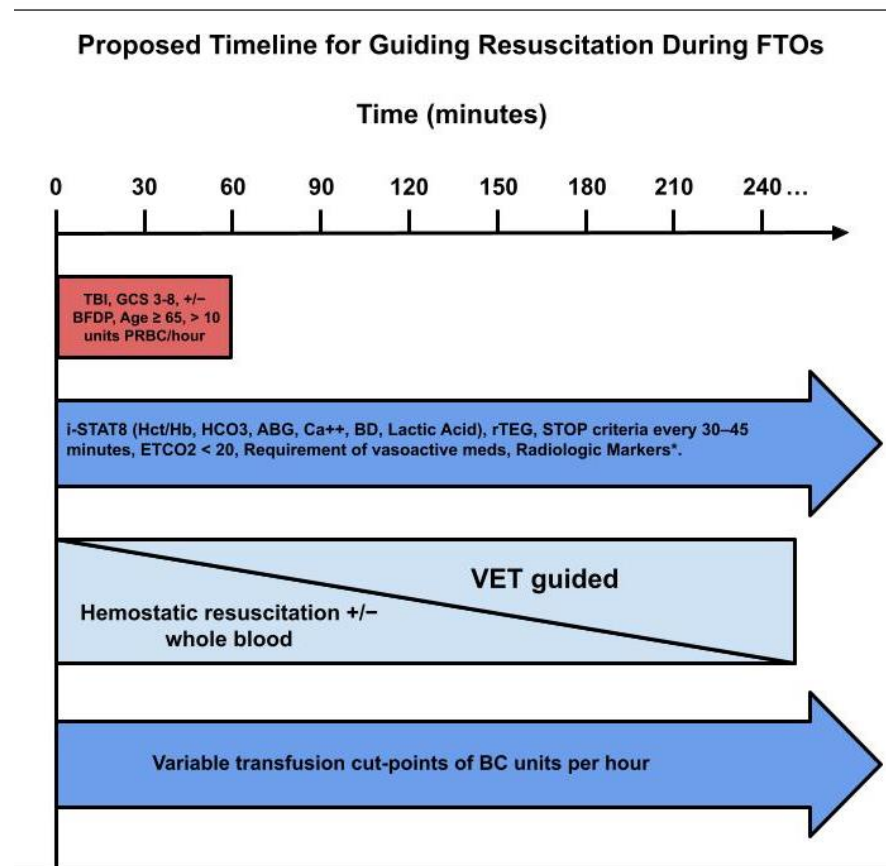 Proposed Timeline for Guiding Resuscitation During FTOs
Time (minutes)
0 30 60 90 120 150 180 210 240 ...
TBI, GCS 3-8, +/−
BFDP, Age ≥ 65, > 10
units PRBC/hour
i-STAT8 (Hct/Hb, HCO3, ABG, Ca++, BD, Lactic Acid), rTEG, STOP criteria every 30–45
minutes, ETCO2 < 20, Requirement of vasoactive meds, Radiologic Markers*.
VET guided
Hemostatic resuscitation +/−
whole blood
Variable transfusion cut-points of BC units per hour